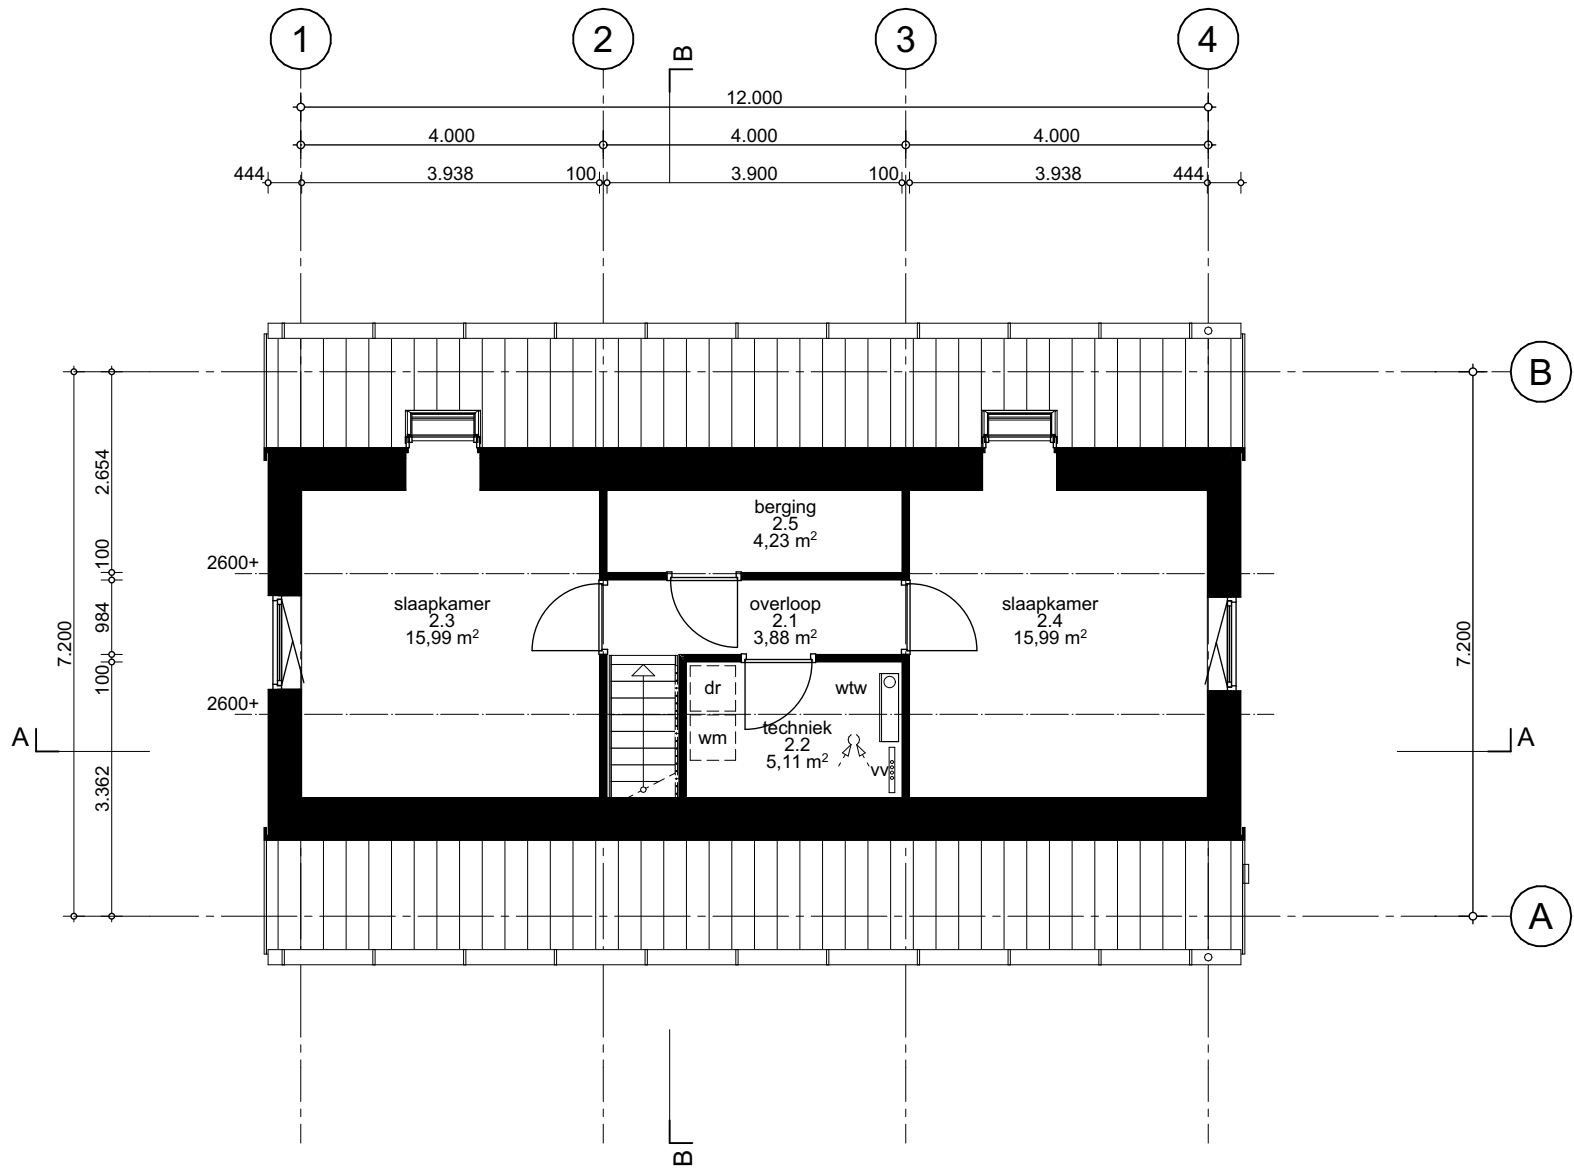 1
2
3
4
B
12.000
4.000
4.000
4.000
444
3.938
100
3.900
100
3.938
444
B
A
7.200
2.654
100
984
100
3.362
7.200
2600+
2600+
berging
2.5
4,23 m²
slaapkamer
2.3
15,99 m²
overloop
2.1
3,88 m²
slaapkamer
2.4
15,99 m²
dr
wm
wtw
techniek
2.2
5,11 m²
vv
A
A
B